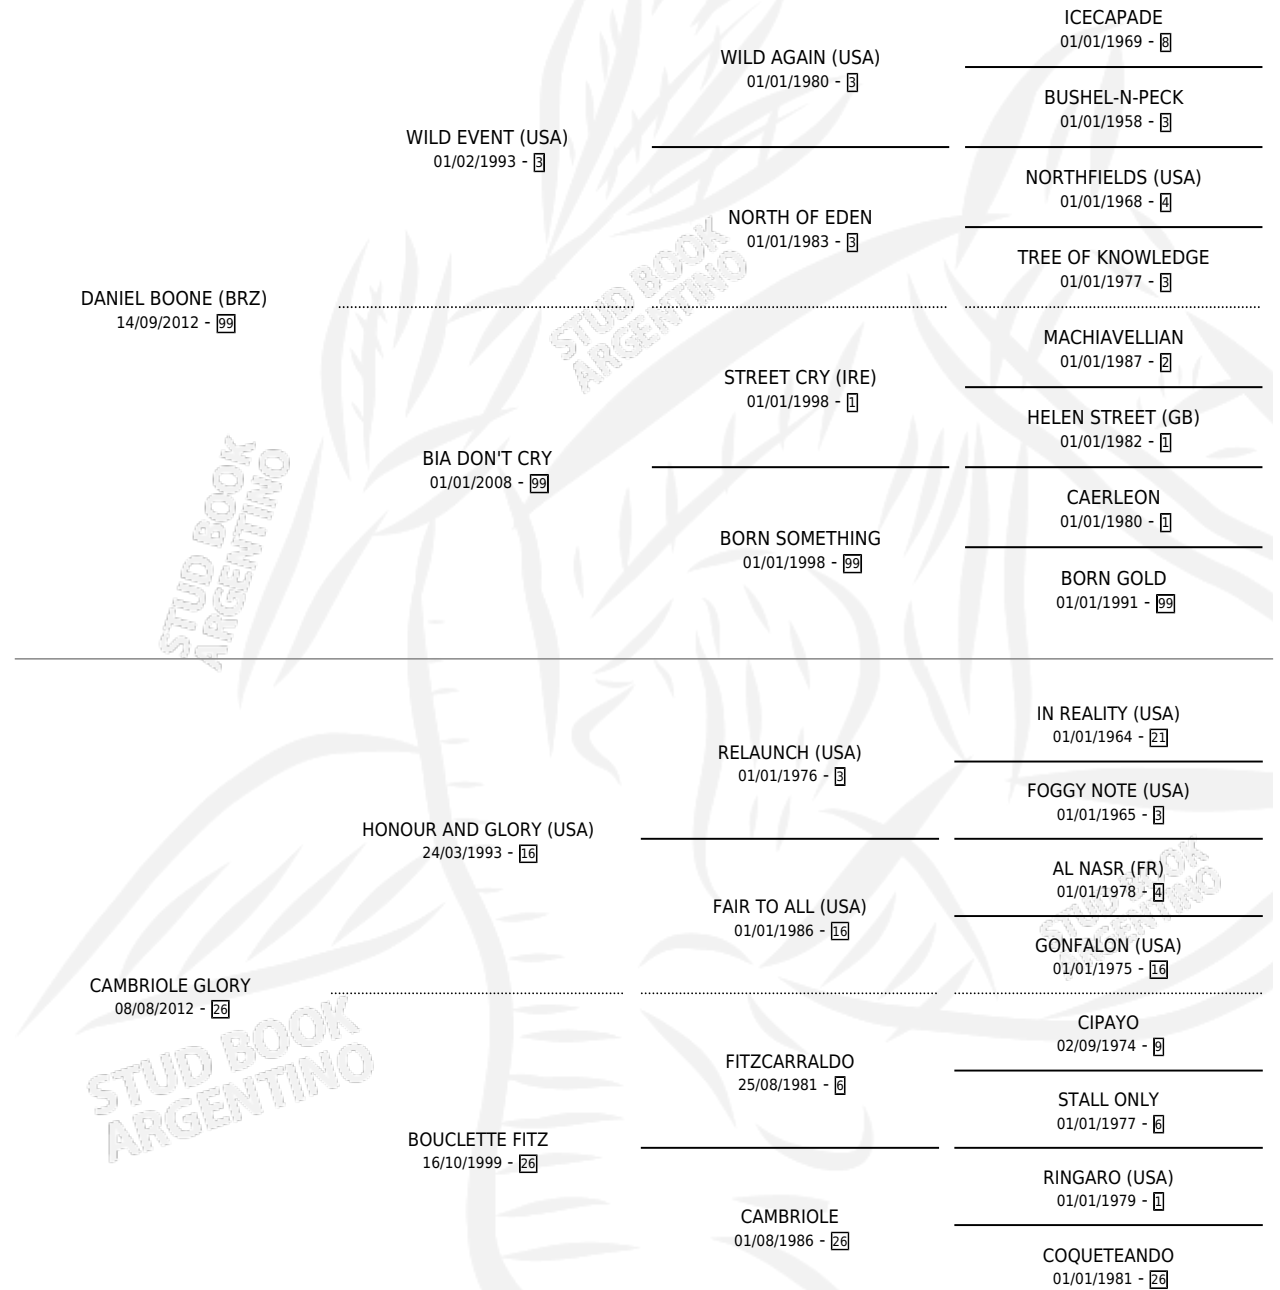 ICECAPADE
01/01/1969 - 8
WILD AGAIN (USA)
01/01/1980 - 3
BUSHEL-N-PECK
01/01/1958 - 3
WILD EVENT (USA)
01/02/1993 - 3
NORTHFIELDS (USA)
01/01/1968 - 4
NORTH OF EDEN
01/01/1983 - 3
TREE OF KNOWLEDGE
01/01/1977 - 3
DANIEL BOONE (BRZ)
14/09/2012 - 99
MACHIAVELLIAN
01/01/1987 - 2
STREET CRY (IRE)
01/01/1998 - 1
HELEN STREET (GB)
01/01/1982 - 1
BIA DON'T CRY
01/01/2008 - 99
CAERLEON
01/01/1980 - 1
BORN SOMETHING
01/01/1998 - 99
BORN GOLD
01/01/1991 - 99
STUD BOOK
ARGENTINO
STUD BOOK
ARGENTINO
IN REALITY (USA)
01/01/1964 - 21
RELAUNCH (USA)
01/01/1976 - 3
FOGGY NOTE (USA)
01/01/1965 - 3
HONOUR AND GLORY (USA)
24/03/1993 - 16
AL NASR (FR)
01/01/1978 - 4
FAIR TO ALL (USA)
01/01/1986 - 16
GONFALON (USA)
01/01/1975 - 16
CAMBRIOLE GLORY
08/08/2012 - 26
CIPAYO
02/09/1974 - 9
FITZCARRALDO
25/08/1981 - 6
STALL ONLY
01/01/1977 - 6
BOUCLETTE FITZ
16/10/1999 - 26
RINGARO (USA)
01/01/1979 - 1
CAMBRIOLE
01/08/1986 - 26
COQUETEANDO
01/01/1981 - 26
STUD BOOK
ARGENTINO
STUD BOOK
ARGENTINO